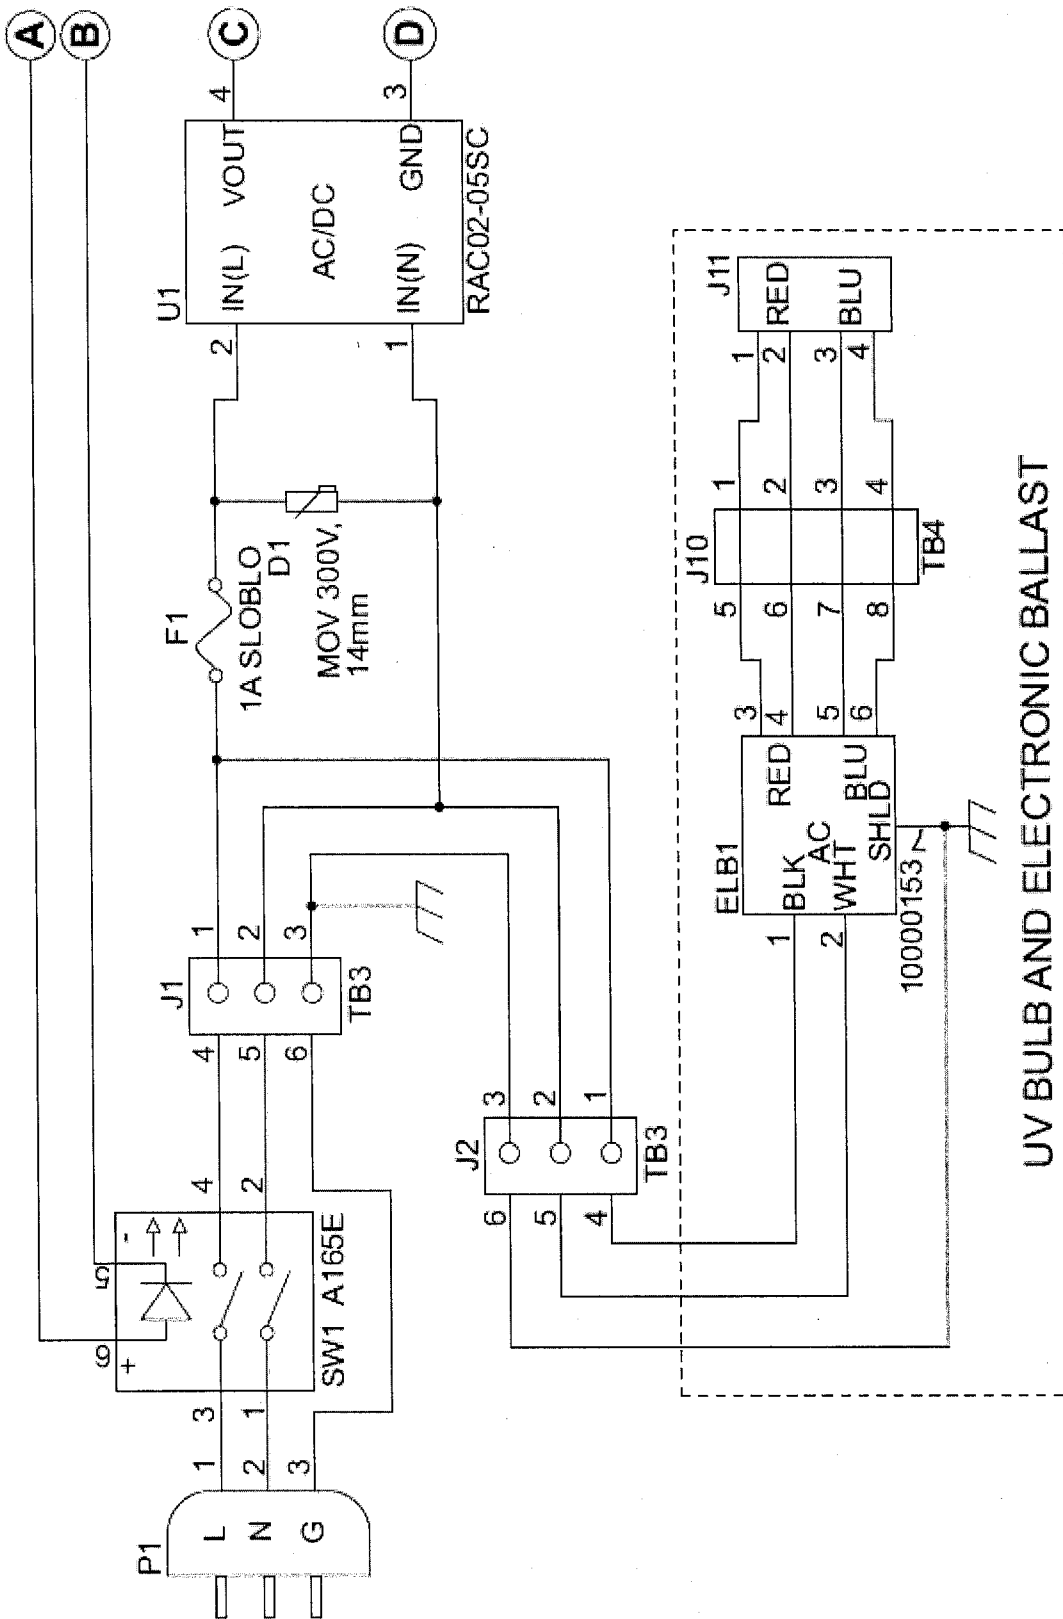 A
B
C
D
4
3
U1
IN(L) VOUT
AC/DC
IN(N) GND
RAC02-05SC
2
1
F1
1A SLOBLO
D1
MOV 300V,
14mm
J1
1
2
3
4
5
6
TB3
5
-
6
+
4
2
SW1 A165E
3
1
P1
L
N
G
1
2
3
J2
3
2
1
6
5
4
TB3
ELB1
BLK
AC
WHT
RED
BLU
SHLD
1
2
3
4
5
6
7
10000153
J10
5
6
7
8
1
2
3
4
TB4
J11
1
2
3
4
RED
BLU
UV BULB AND ELECTRONIC BALLAST